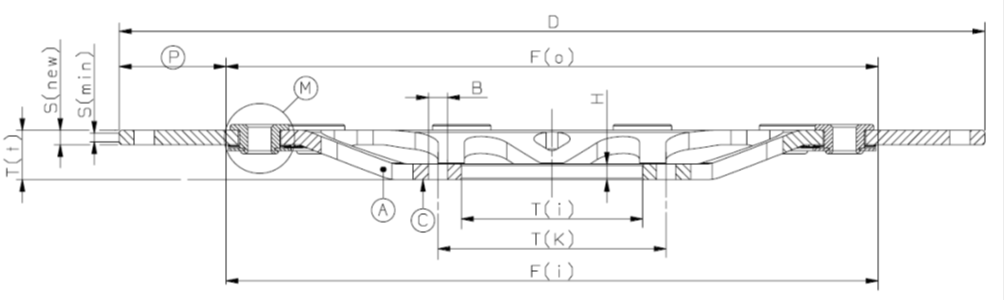 D
P
F(o)
S(new)
S(min)
T(t)
M
B
H
A
C
T(i)
T(K)
F(i)